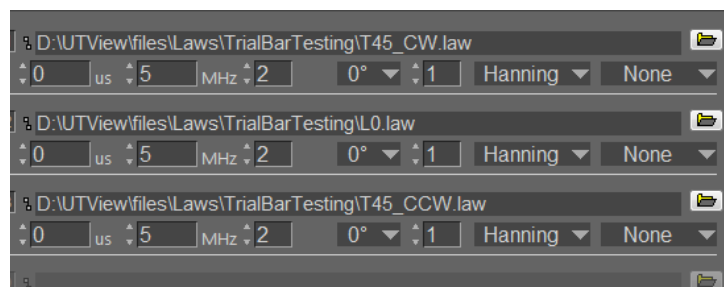 D:\UTView\files\Laws\TrialBarTesting\T45_CW.law
0 us 5 MHz 2 0° 1 Hanning None
D:\UTView\files\Laws\TrialBarTesting\L0.law
0 us 5 MHz 2 0° 1 Hanning None
D:\UTView\files\Laws\TrialBarTesting\T45_CCW.law
0 us 5 MHz 2 0° 1 Hanning None